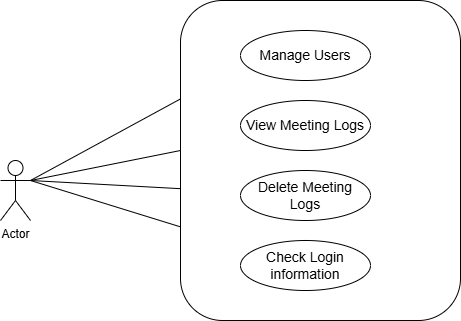 Manage Users
View Meeting Logs
Delete Meeting
Logs
Check Login
information
Actor